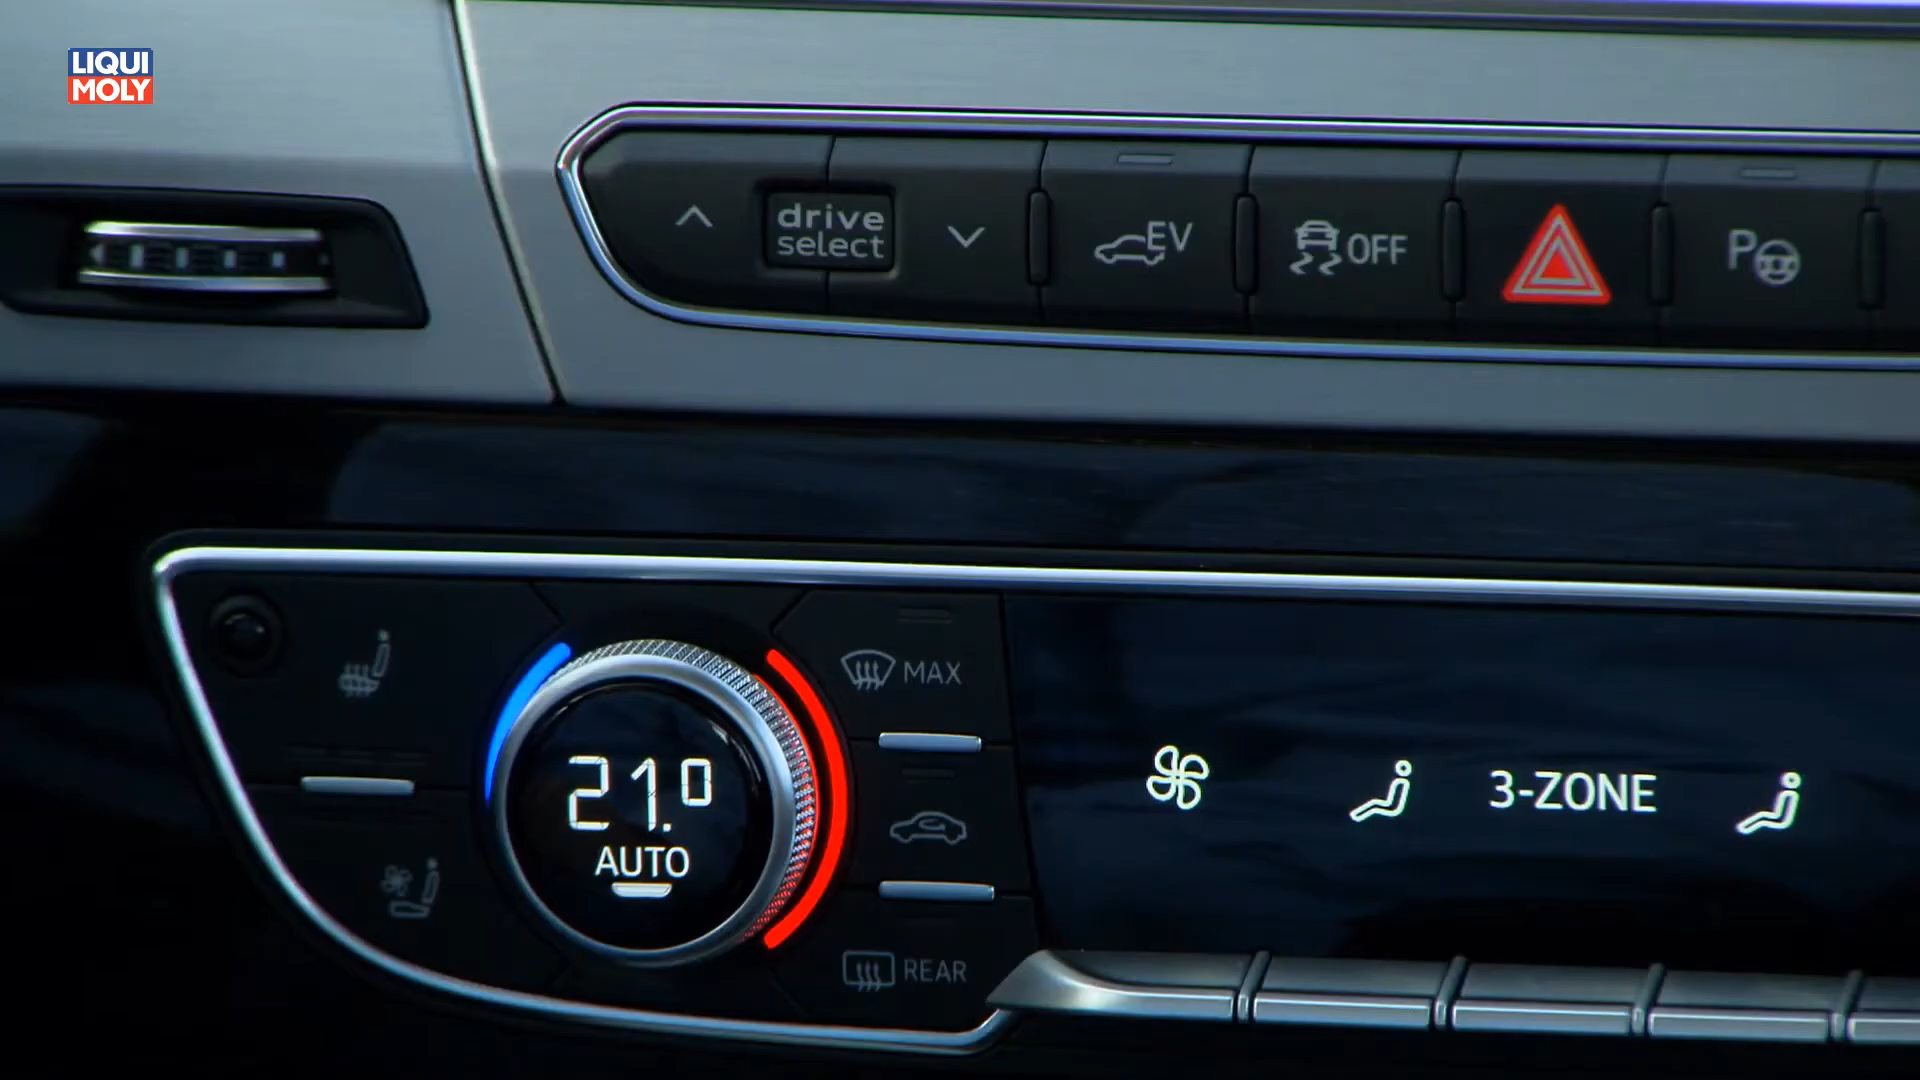 LIQUI
MOLY
drive
select
EV
OFF
P
MAX
21.0
AUTO
3-ZONE
REAR